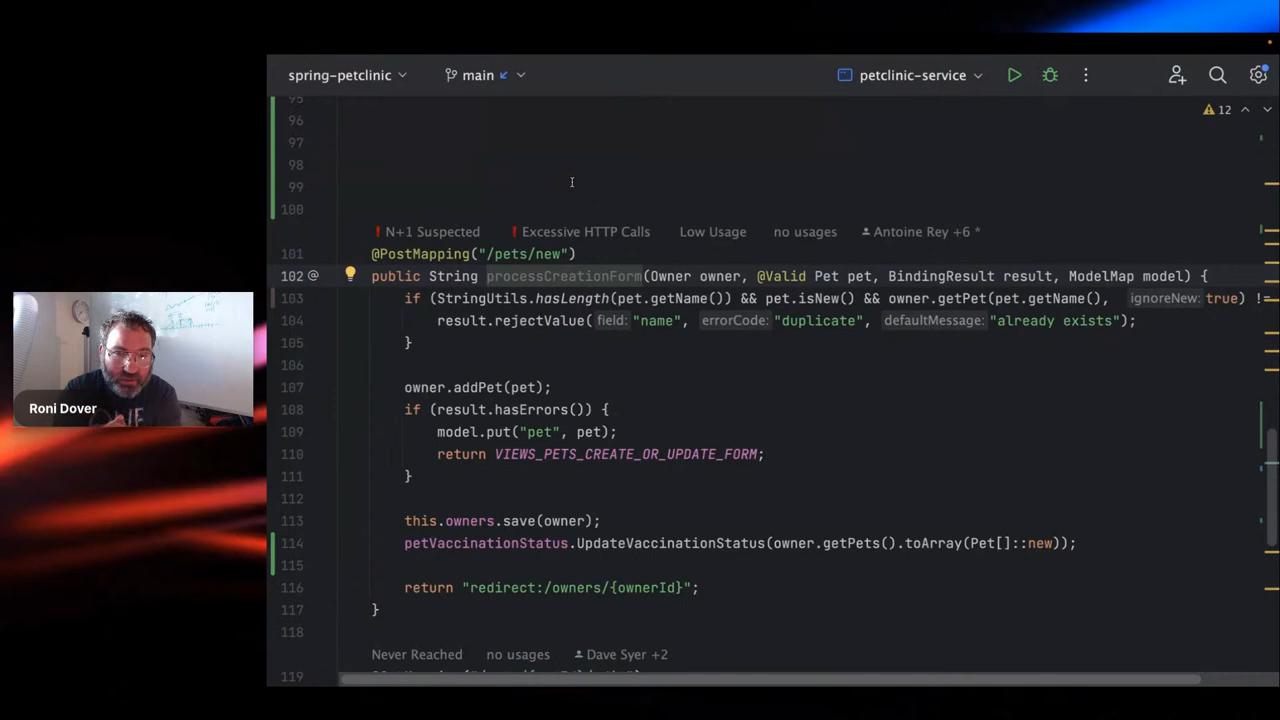 spring-petclinic main petclinic-service
95
96 12
97
98
99
100
N+1 Suspected Excessive HTTP Calls Low Usage no usages Antoine Rey +6 *
101 @PostMapping("/pets/new")
102 @ public String processCreationForm(Owner owner, @Valid Pet pet, BindingResult result, ModelMap model) {
103 if (StringUtils.hasLength(pet.getName()) && pet.isNew() && owner.getPet(pet.getName(), ignoreNew: true) !=
104 result.rejectValue( field: "name", errorCode: "duplicate", defaultMessage: "already exists");
105 }
106
107 owner.addPet(pet);
108 if (result.hasErrors()) {
109 model.put("pet", pet);
110 return VIEWS_PETS_CREATE_OR_UPDATE_FORM;
111 }
112
113 this.owners.save(owner);
114 petVaccinationStatus.UpdateVaccinationStatus(owner.getPets().toArray(Pet[]::new));
115
116 return "redirect:/owners/{ownerId}";
117 }
118
Never Reached no usages Dave Syer +2
119
Roni Dover